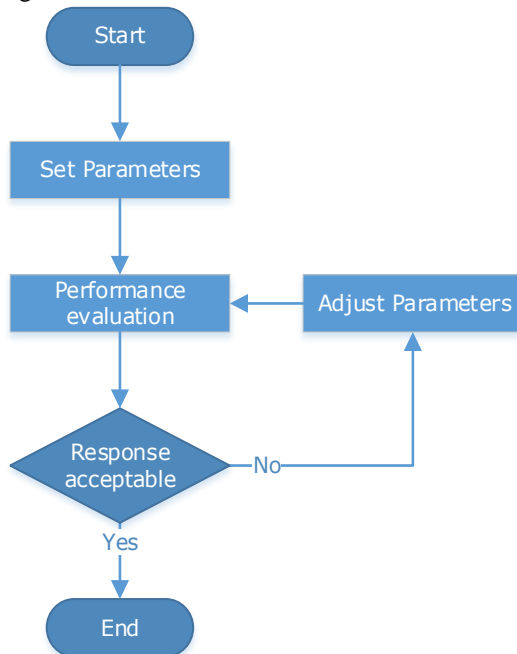 Start
Set Parameters
Performance
evaluation
Adjust Parameters
Response
acceptable
No
Yes
End